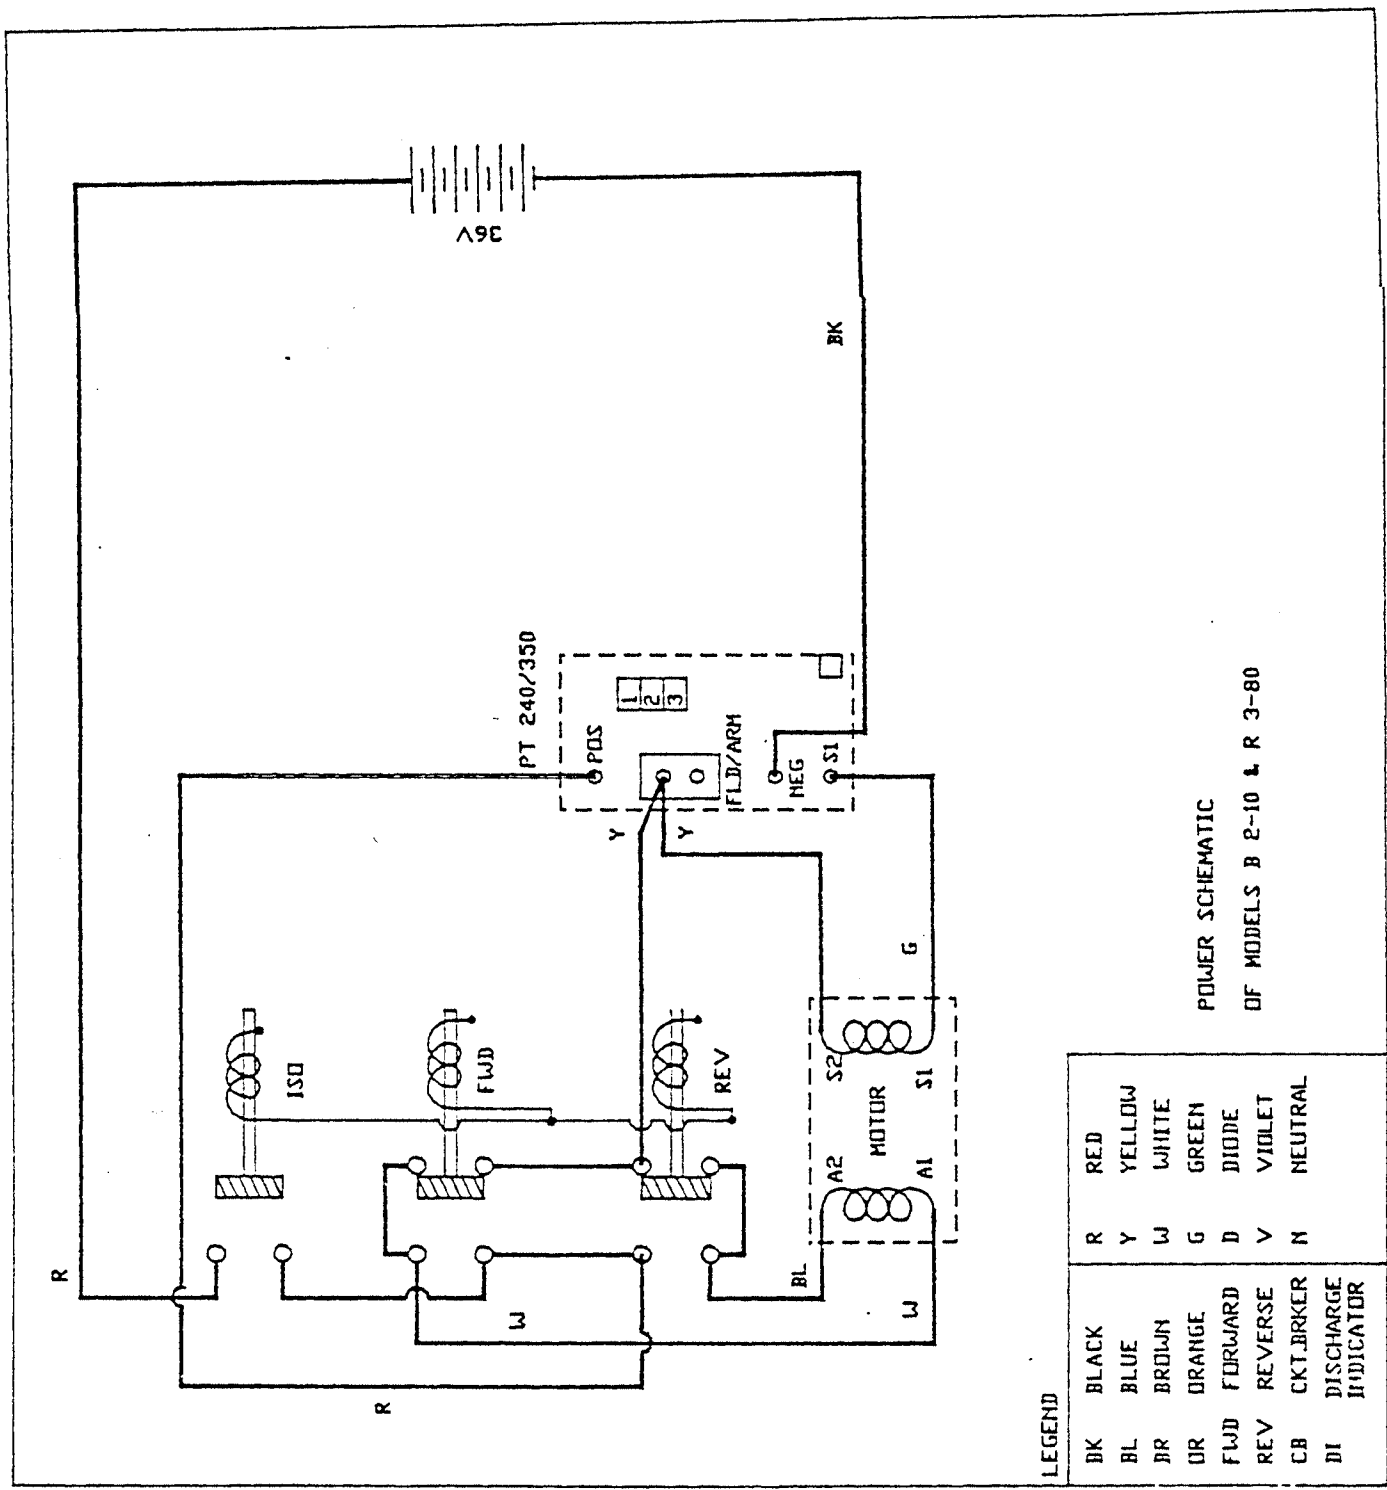 36V
BK
PT 240/350
POS
1
2
3
FLD/ARM
NEG
S1
Y
Y
G
ISO
FWD
REV
S2
S1
MOTOR
A2
A1
R
W
BL
W
R
POWER SCHEMATIC
OF MODELS B 2-10 & R 3-80
LEGEND
BK BLACK R RED
BL BLUE Y YELLOW
BR BROWN W WHITE
OR ORANGE G GREEN
FWD FORWARD D DIODE
REV REVERSE V VIOLET
CB CKT.BRKER N NEUTRAL
DI DISCHARGE
INDICATOR